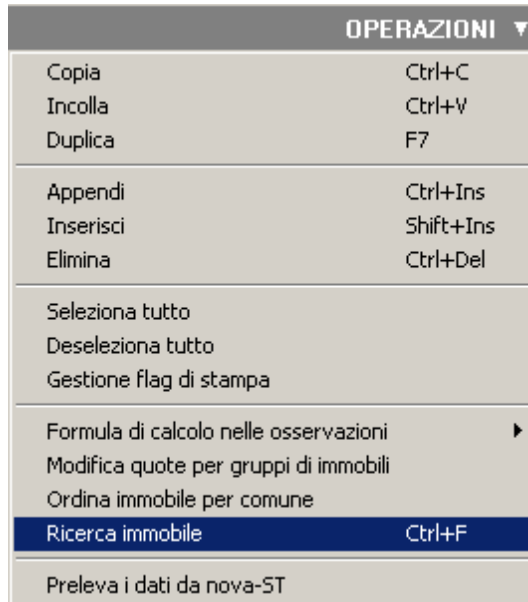 OPERAZIONI ▼
Copia Ctrl+C
Incolla Ctrl+V
Duplica F7
Appendi Ctrl+Ins
Inserisci Shift+Ins
Elimina Ctrl+Del
Seleziona tutto
Deseleziona tutto
Gestione flag di stampa
Formula di calcolo nelle osservazioni
Modifica quote per gruppi di immobili
Ordina immobile per comune
Ricerca immobile Ctrl+F
Preleva i dati da nova-ST